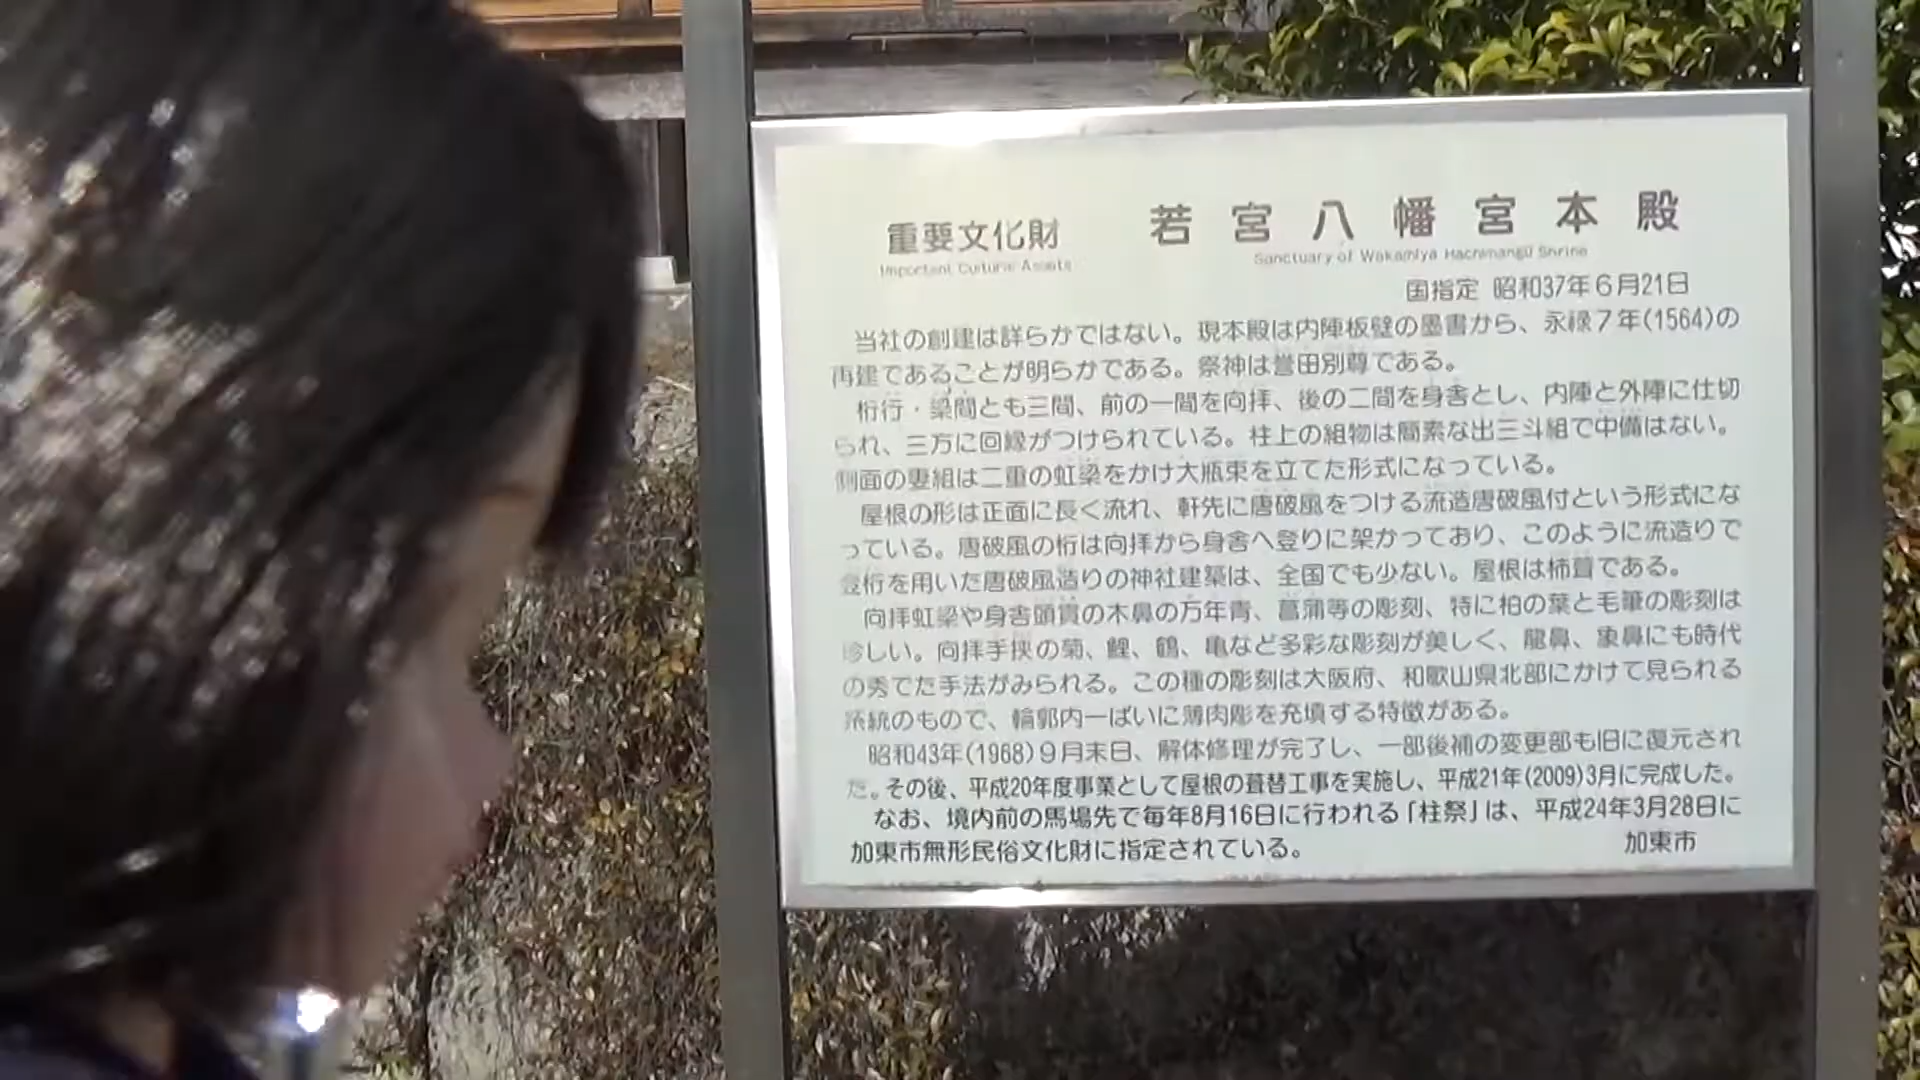 重要文化財 若宮八幡宮本殿
Important Cultural Assets Sanctuary of Wakamiya Hachimangū Shrine
国指定 昭和37年6月21日
当社の創建は詳らかではない。現本殿は内陣板壁の墨書から、永禄7年(1564)の
再建であることが明らかである。祭神は誉田別尊である。
桁行・梁間とも三間、前の一間を向拝、後の二間を身舎とし、内陣と外陣に仕切
られ、三方に回縁がつけられている。柱上の組物は簡素な出三斗組で中備はない。
側面の妻組は二重の虹梁をかけ大瓶束を立てた形式になっている。
屋根の形は正面に長く流れ、軒先に唐破風をつける流造唐破風付という形式にな
っている。唐破風の桁は向拝から身舎へ登りに架かっており、このように流造りで
登桁を用いた唐破風造りの神社建築は、全国でも少ない。屋根は柿葺である。
向拝虹梁や身舎頭貫の木鼻の万年青、菖蒲等の彫刻、特に柏の葉と毛筆の彫刻は
珍しい。向拝手挟の菊、鯉、鶴、亀など多彩な彫刻が美しく、龍鼻、象鼻にも時代
の秀でた手法がみられる。この種の彫刻は大阪府、和歌山県北部にかけて見られる
系統のもので、輪郭内一ぱいに薄肉彫を充填する特徴がある。
昭和43年(1968)9月末日、解体修理が完了し、一部後補の変更部も旧に復元され
た。その後、平成20年度事業として屋根の葺替工事を実施し、平成21年(2009)3月に完成した。
なお、境内前の馬場先で毎年8月16日に行われる「柱祭」は、平成24年3月28日に
加東市無形民俗文化財に指定されている。 加東市